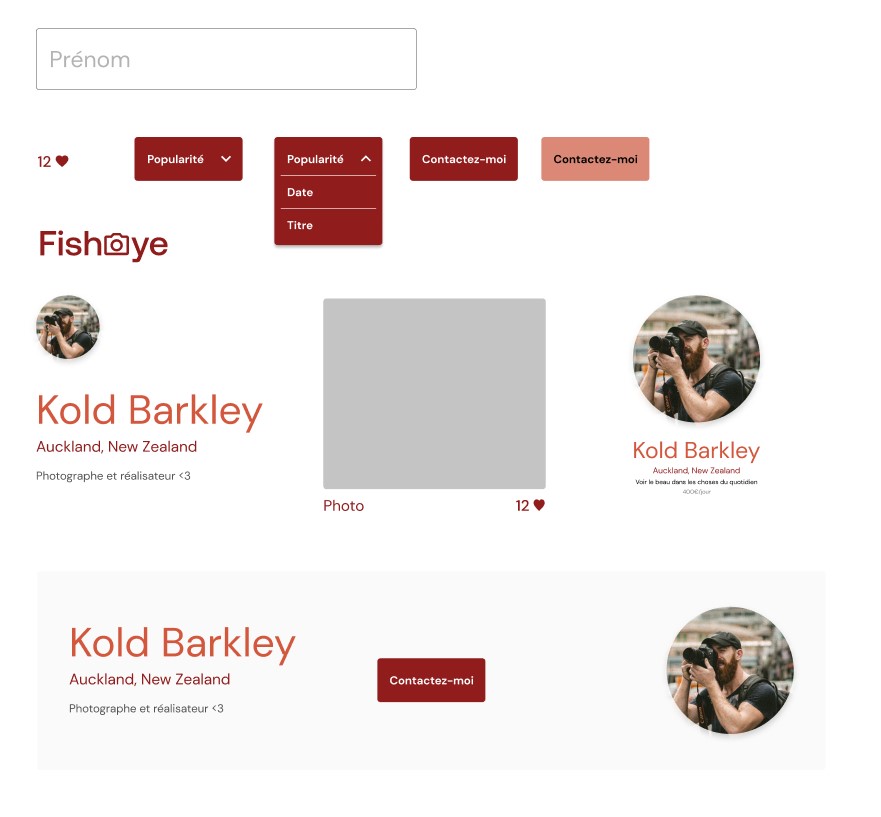 Prénom
12
Popularité
Popularité
Date
Titre
Contactez-moi
Contactez-moi
Fisheye
Kold Barkley
Auckland, New Zealand
Photographe et réalisateur <3
Photo
12
Kold Barkley
Auckland, New Zealand
Voir le beau dans les choses du quotidien
400€/jour
Kold Barkley
Auckland, New Zealand
Photographe et réalisateur <3
Contactez-moi